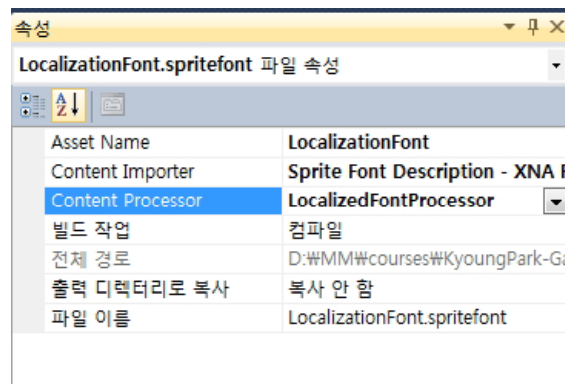 속성
LocalizationFont.spritefont 파일 속성
Asset Name LocalizationFont
Content Importer Sprite Font Description - XNA F
Content Processor LocalizedFontProcessor
빌드 작업 컴파일
전체 경로 D:₩MM₩courses₩KyoungPark-Ga
출력 디렉터리로 복사 복사 안 함
파일 이름 LocalizationFont.spritefont